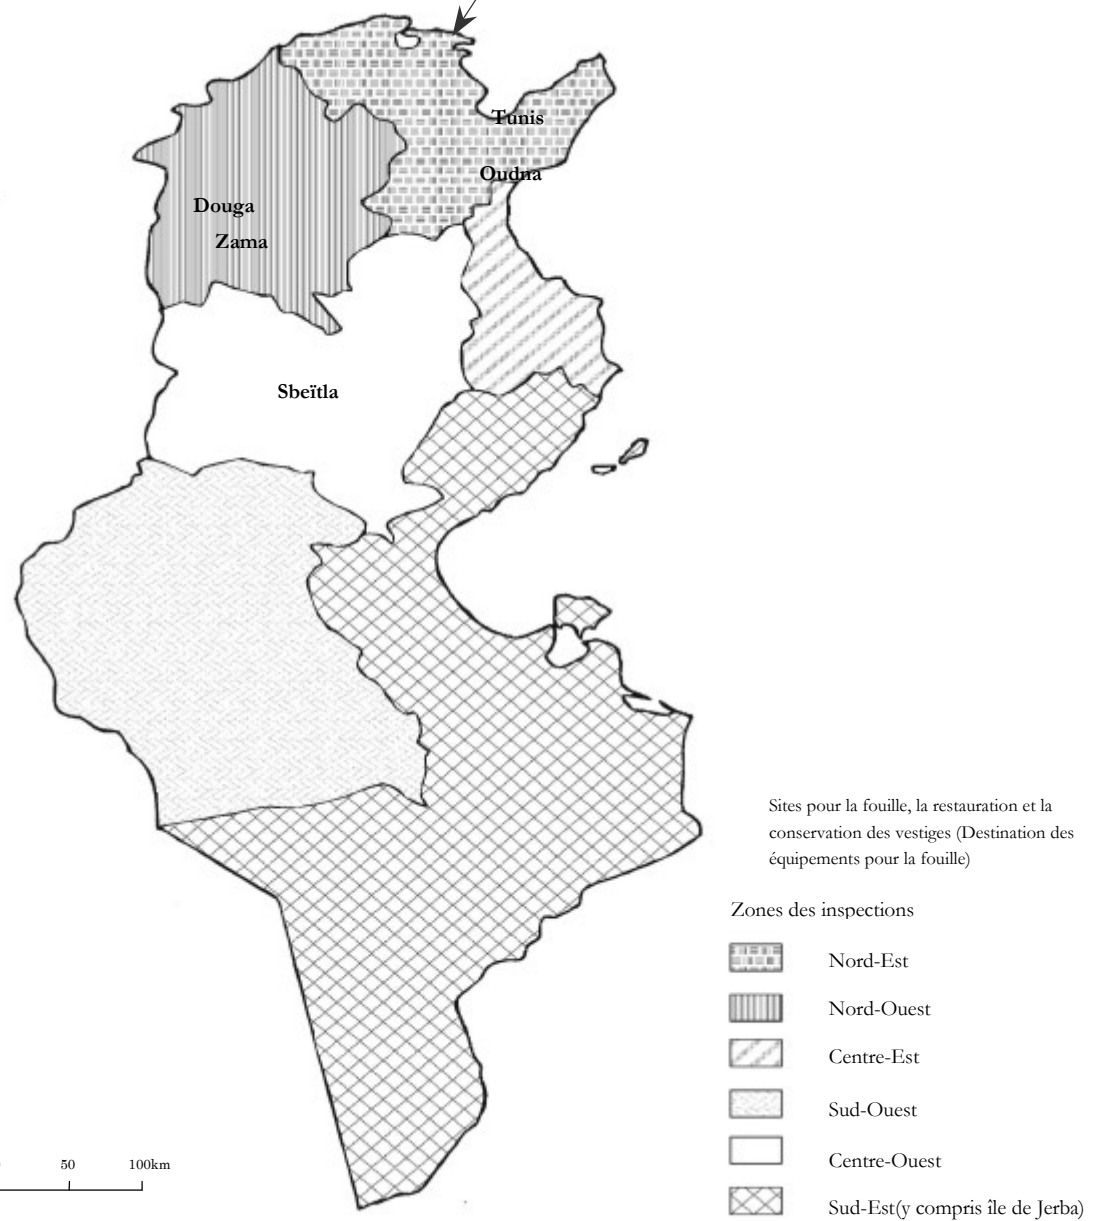 Tunis
Oudna
Douga
Zama
Sbeïtla
Sites pour la fouille, la restauration et la
conservation des vestiges (Destination des
équipements pour la fouille)
Zones des inspections
Nord-Est
Nord-Ouest
Centre-Est
Sud-Ouest
Centre-Ouest
Sud-Est(y compris île de Jerba)
50 100km